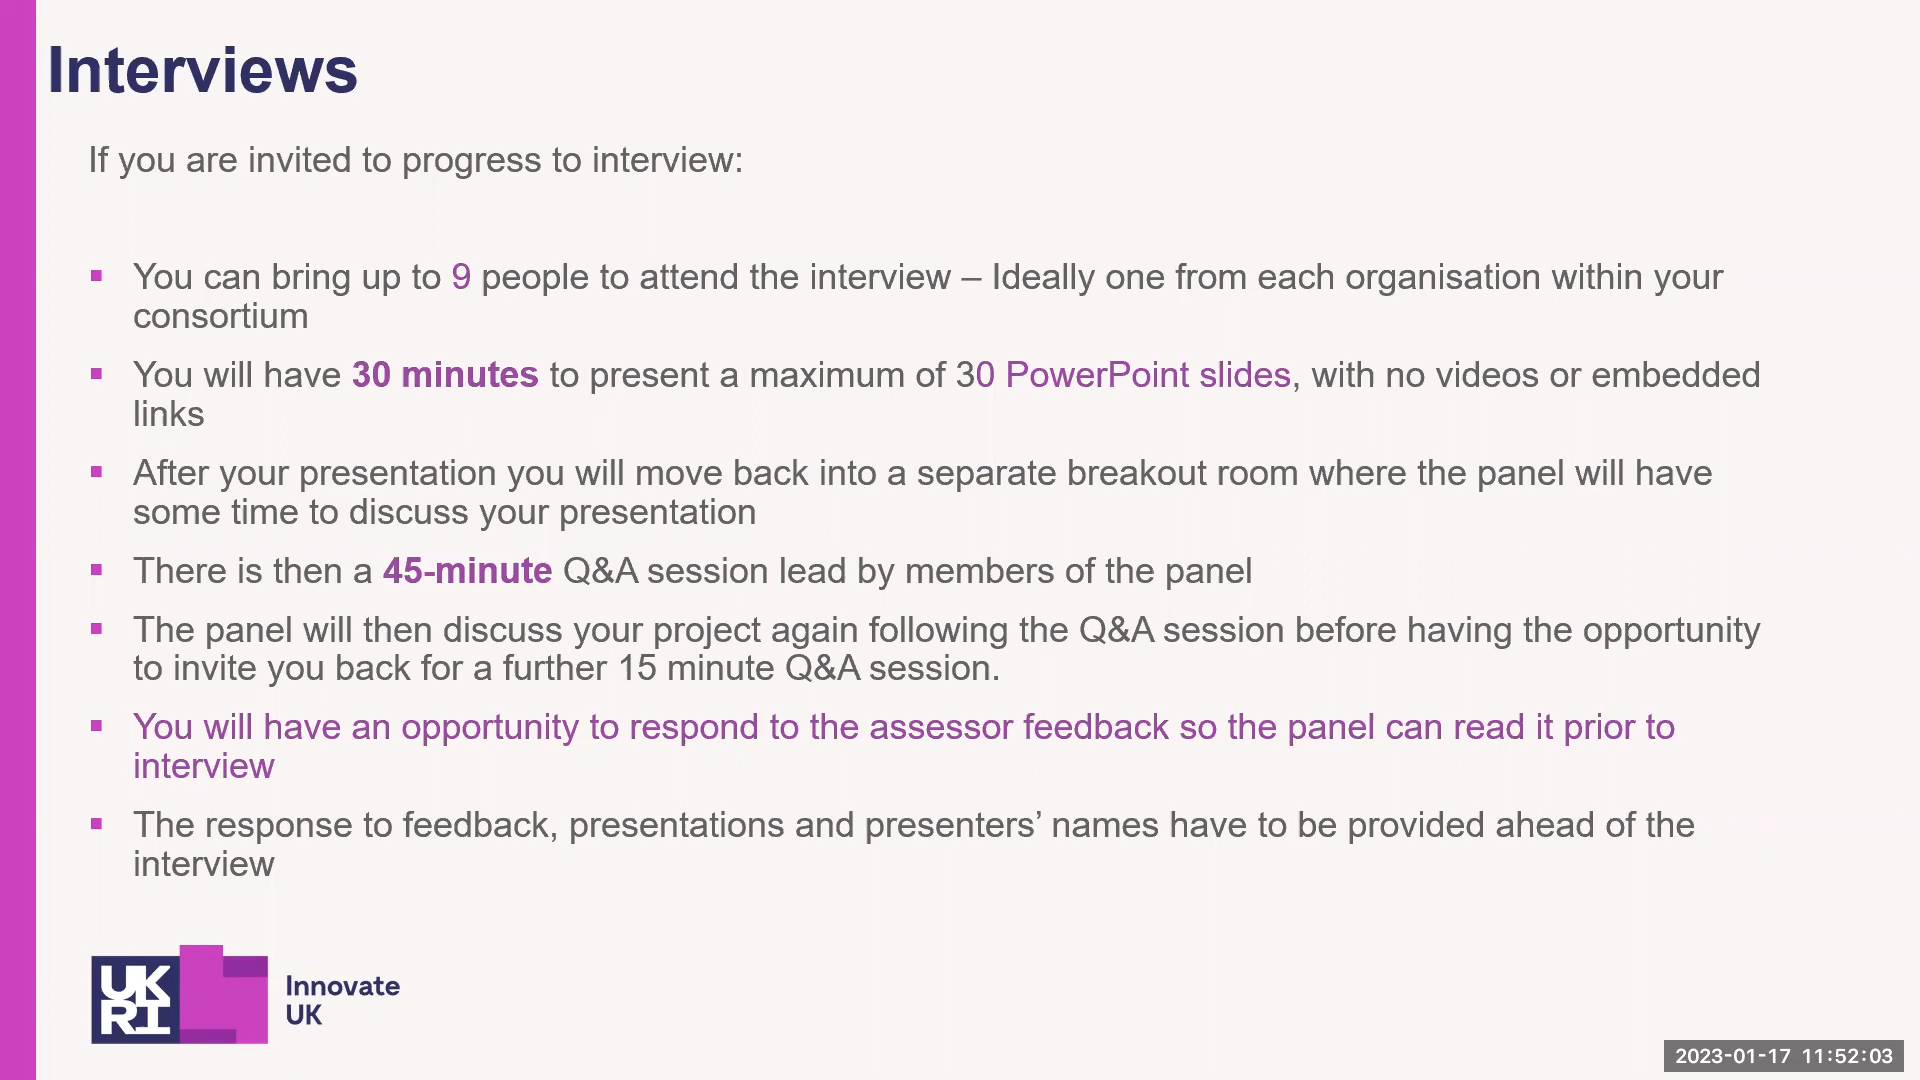 Interviews
If you are invited to progress to interview:
▪ You can bring up to 9 people to attend the interview – Ideally one from each organisation within your
consortium
▪ You will have 30 minutes to present a maximum of 30 PowerPoint slides, with no videos or embedded
links
▪ After your presentation you will move back into a separate breakout room where the panel will have
some time to discuss your presentation
▪ There is then a 45-minute Q&A session lead by members of the panel
▪ The panel will then discuss your project again following the Q&A session before having the opportunity
to invite you back for a further 15 minute Q&A session.
▪ You will have an opportunity to respond to the assessor feedback so the panel can read it prior to
interview
▪ The response to feedback, presentations and presenters’ names have to be provided ahead of the
interview
UK
RI
Innovate
UK
2023-01-17 11:52:03